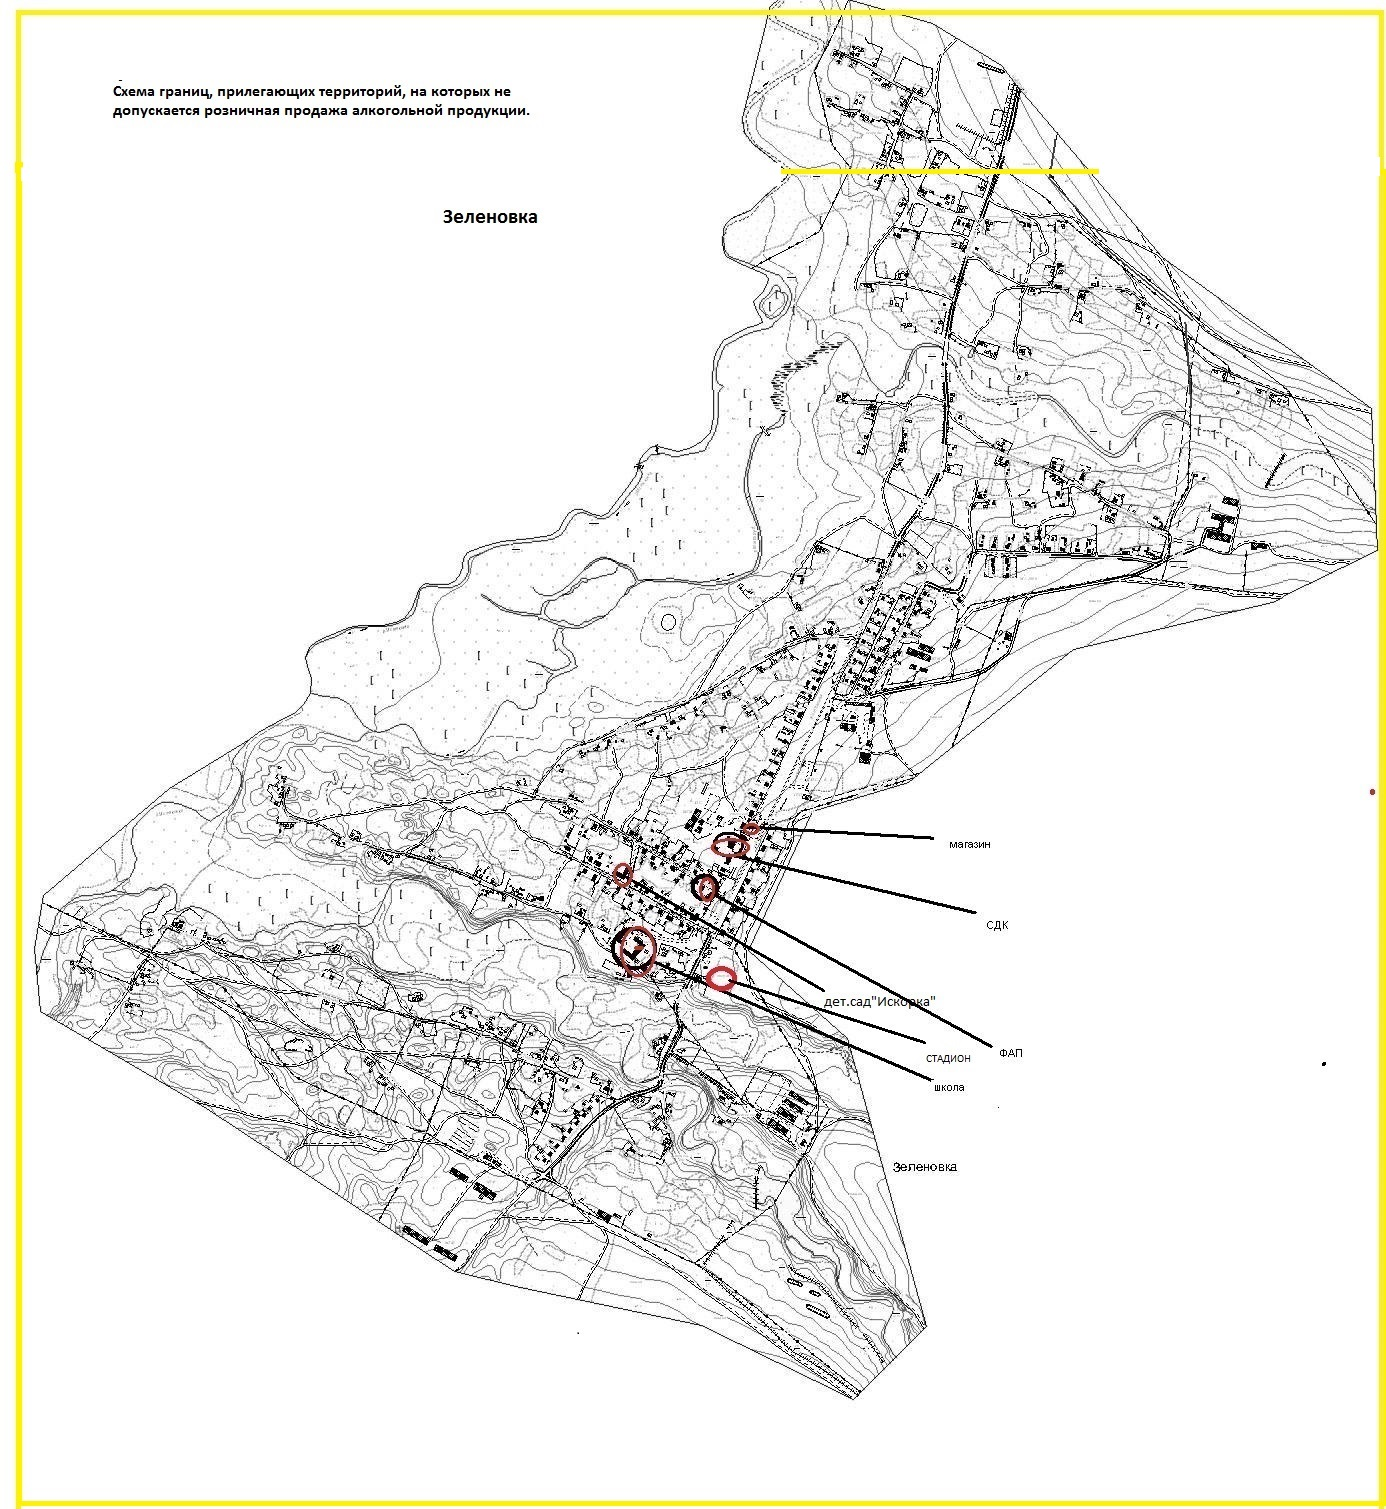 Схема границ, прилегающих территорий, на которых не
допускается розничная продажа алкогольной продукции.
Зеленовка
магазин
СДК
дет.сад"Искорка"
ФАП
СТАДИОН
школа
Зеленовка